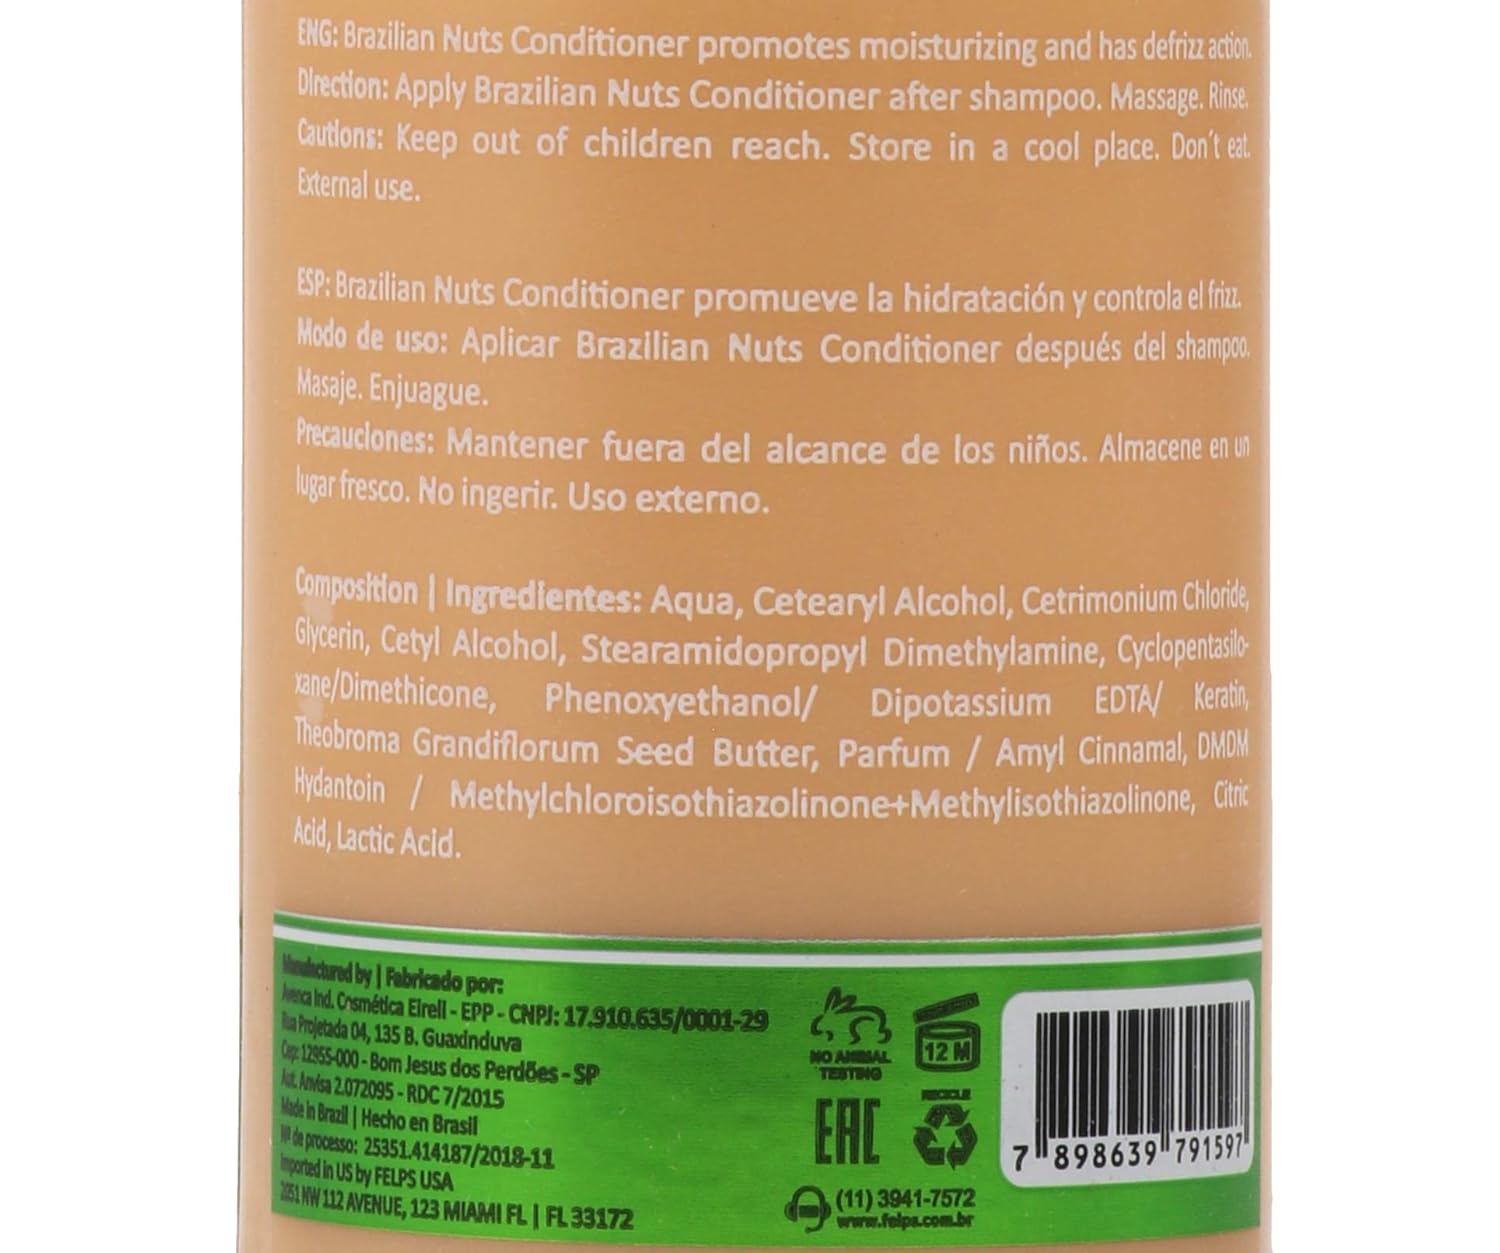 ENG: Brazilian Nuts Conditioner promotes moisturizing and has defrizz action.
Direction: Apply Brazilian Nuts Conditioner after shampoo. Massage. Rinse.
Cautions: Keep out of children reach. Store in a cool place. Don´t eat.
External use.
ESP: Brazilian Nuts Conditioner promueve la hidratación y controla el frizz.
Modo de uso: Aplicar Brazilian Nuts Conditioner después del shampoo.
Masaje. Enjuague.
Precauciones: Mantener fuera del alcance de los niños. Almacene en un
lugar fresco. No ingerir. Uso externo.
Composition | Ingredientes: Aqua, Cetearyl Alcohol, Cetrimonium Chloride,
Glycerin, Cetyl Alcohol, Stearamidopropyl Dimethylamine, Cyclopentasilo-
xane/Dimethicone, Phenoxyethanol/ Dipotassium EDTA/ Keratin,
Theobroma Grandiflorum Seed Butter, Parfum / Amyl Cinnamal, DMDM
Hydantoin / Methylchloroisothiazolinone+Methylisothiazolinone, Citric
Acid, Lactic Acid.
Manufactured by | Fabricado por:
Avenca Ind. Cosmética Eireli - EPP - CNPJ: 17.910.635/0001-29
Rua Projetada 04, 135 B. Guaxinduva
Cep: 12955-000 - Bom Jesus dos Perdões - SP
Aut. Anvisa 2.072095 - RDC 7/2015
Made in Brazil | Hecho en Brasil
Nº de processo: 25351.414187/2018-11
Imported in US by FELPS USA
2051 NW 112 AVENUE, 123 MIAMI FL | FL 33172
NO ANIMAL
TESTING
12 M
EAC
RECICLE
(11) 3941-7572
www.felps.com.br
7 898639 791597